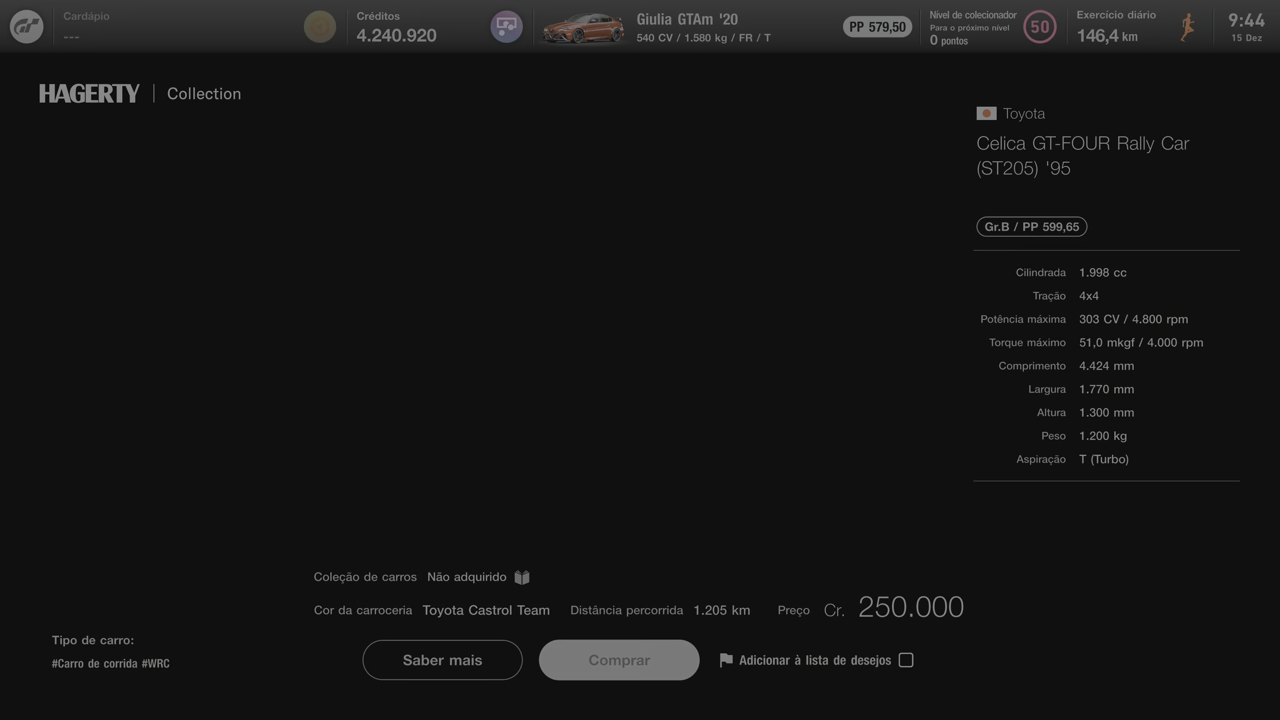 GT
Cardápio
---
Créditos
4.240.920
Giulia GTAm '20
540 CV / 1.580 kg / FR / T
PP 579,50
Nível de colecionador
Para o próximo nível
0 pontos
50
Exercício diário
146,4 km
9:44
15 Dez
HAGERTY | Collection
Toyota
Celica GT-FOUR Rally Car
(ST205) '95
Gr.B / PP 599,65
Cilindrada 1.998 cc
Tração 4x4
Potência máxima 303 CV / 4.800 rpm
Torque máximo 51,0 mkgf / 4.000 rpm
Comprimento 4.424 mm
Largura 1.770 mm
Altura 1.300 mm
Peso 1.200 kg
Aspiração T (Turbo)
Coleção de carros Não adquirido
Cor da carroceria Toyota Castrol Team Distância percorrida 1.205 km Preço Cr. 250.000
Tipo de carro:
#Carro de corrida #WRC
Saber mais
Comprar
Adicionar à lista de desejos